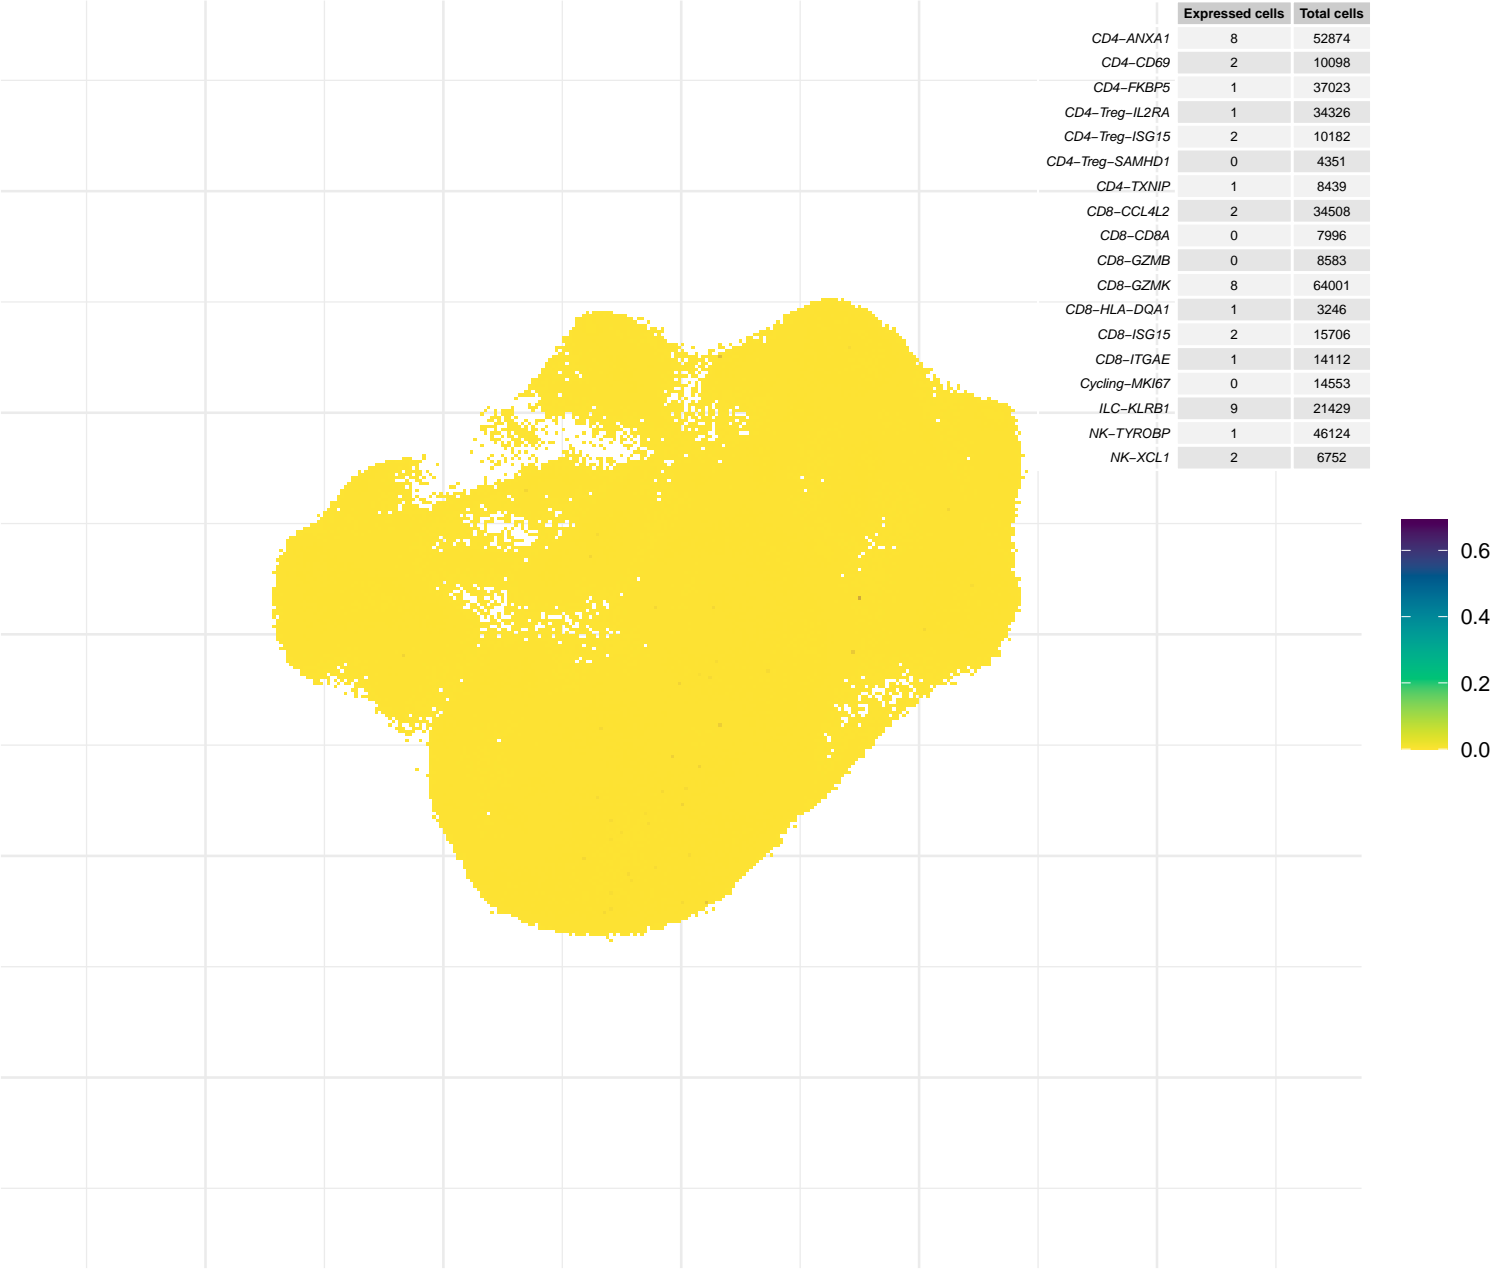 Expressed cells Total cells
CD4−ANXA1 8 52874
CD4−CD69 2 10098
CD4−FKBP5 1 37023
CD4−Treg−IL2RA 1 34326
CD4−Treg−ISG15 2 10182
CD4−Treg−SAMHD1 0 4351
CD4−TXNIP 1 8439
CD8−CCL4L2 2 34508
CD8−CD8A 0 7996
CD8−GZMB 0 8583
CD8−GZMK 8 64001
CD8−HLA−DQA1 1 3246
CD8−ISG15 2 15706
CD8−ITGAE 1 14112
Cycling−MKI67 0 14553
ILC−KLRB1 9 21429
NK−TYROBP 1 46124
NK−XCL1 2 6752
0.6
0.4
0.2
0.0